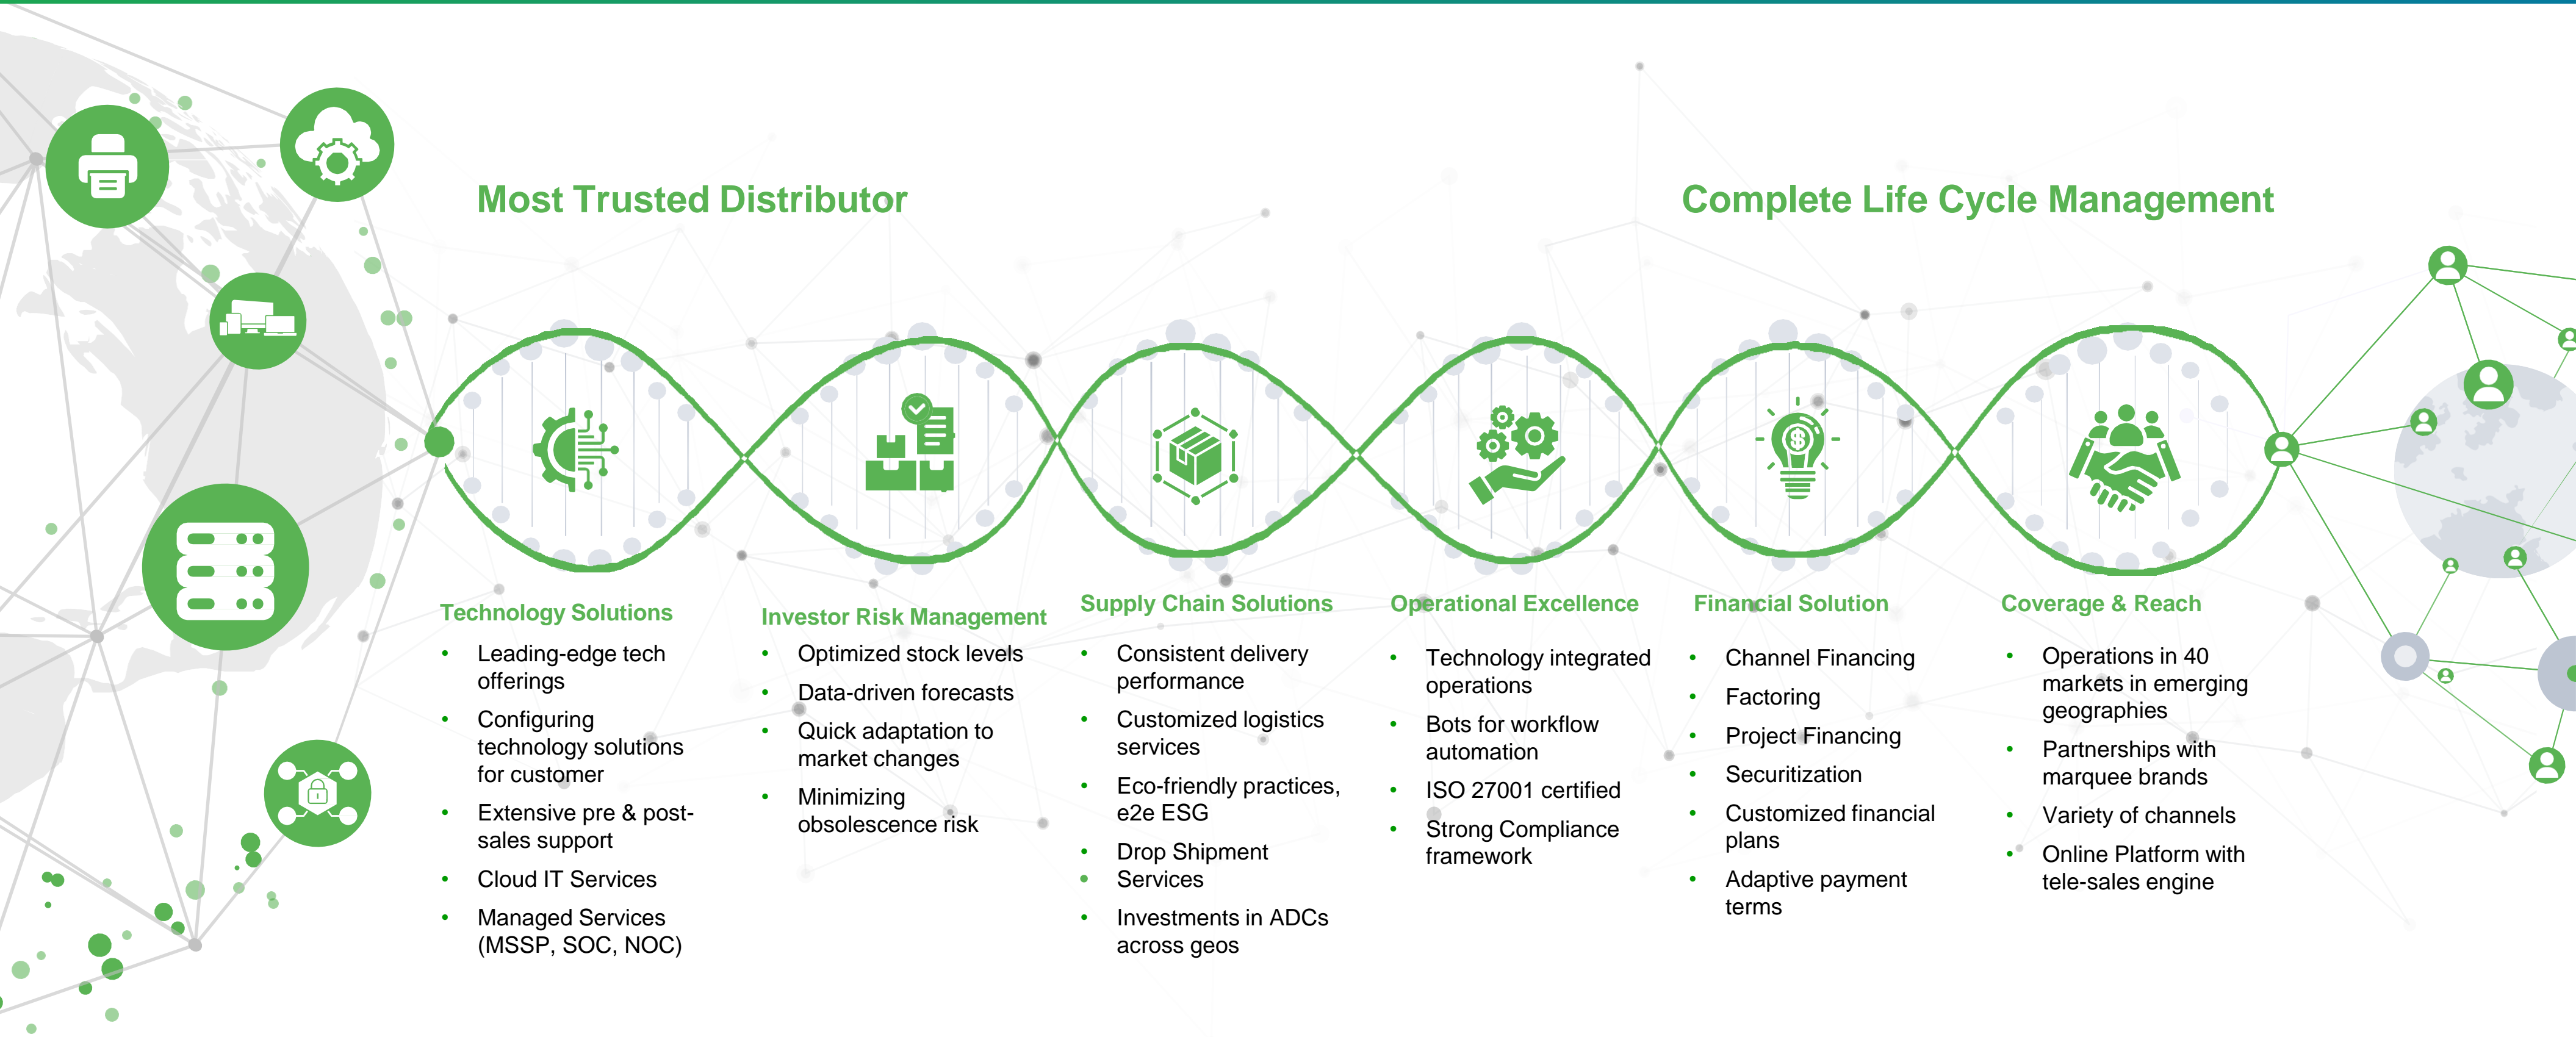 Most Trusted Distributor
Complete Life Cycle Management
Technology Solutions
• Leading-edge tech
offerings
• Configuring
technology solutions
for customer
• Extensive pre & post-
sales support
• Cloud IT Services
• Managed Services
(MSSP, SOC, NOC)
Investor Risk Management
• Optimized stock levels
• Data-driven forecasts
• Quick adaptation to
market changes
• Minimizing
obsolescence risk
Supply Chain Solutions
• Consistent delivery
performance
• Customized logistics
services
• Eco-friendly practices,
e2e ESG
• Drop Shipment
• Services
• Investments in ADCs
across geos
Operational Excellence
• Technology integrated
operations
• Bots for workflow
automation
• ISO 27001 certified
• Strong Compliance
framework
Financial Solution
• Channel Financing
• Factoring
• Project Financing
• Securitization
• Customized financial
plans
• Adaptive payment
terms
Coverage & Reach
• Operations in 40
markets in emerging
geographies
• Partnerships with
marquee brands
• Variety of channels
• Online Platform with
tele-sales engine